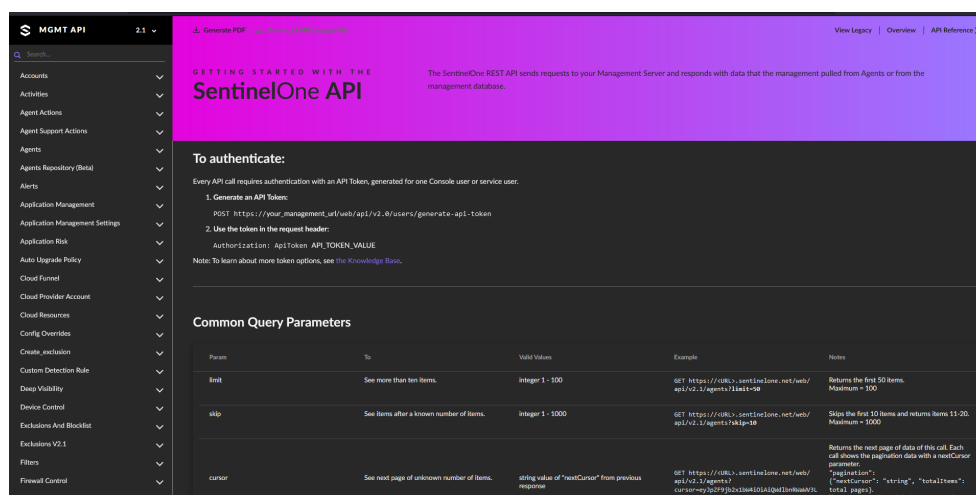 MGMT API 2.1
Generate PDF
View Legacy | Overview | API Reference
Search...
Accounts
Activities
Agent Actions
Agent Support Actions
Agents
Agents Repository (Beta)
Alerts
Application Management
Application Management Settings
Application Risk
Auto Upgrade Policy
Cloud Funnel
Cloud Provider Account
Cloud Resources
Config Overrides
Create_exclusion
Custom Detection Rule
Deep Visibility
Device Control
Exclusions And Blocklist
Exclusions V2.1
Filters
Firewall Control
GETTING STARTED WITH THE
SentinelOne API
The SentinelOne REST API sends requests to your Management Server and responds with data that the management pulled from Agents or from the
management database.
To authenticate:
Every API call requires authentication with an API Token, generated for one Console user or service user.
1. Generate an API Token:
POST https://your_management_url/web/api/v2.0/users/generate-api-token
2. Use the token in the request header:
Authorization: ApiToken API_TOKEN_VALUE
Note: To learn about more token options, see the Knowledge Base.
Common Query Parameters
Param To Valid Values Example Notes
limit See more than ten items. integer 1 - 100 GET https://<URL>.sentinelone.net/web/ Returns the first 50 items.
api/v2.1/agents?limit=50 Maximum = 100
skip See items after a known number of items. integer 1 - 1000 GET https://<URL>.sentinelone.net/web/ Skips the first 10 items and returns items 11-20.
api/v2.1/agents?skip=10 Maximum = 1000
Returns the next page of data of this call. Each
call shows the pagination data with a nextCursor
parameter.
cursor See next page of unknown number of items. string value of "nextCursor" from previous GET https://<URL>.sentinelone.net/web/ "pagination":
response api/v2.1/agents? {"nextCursor": "string", "totalItems":
total pages}.